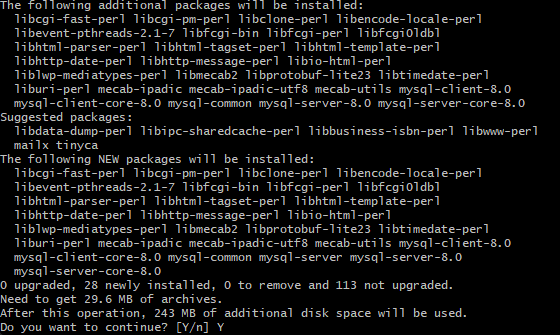 The following additional packages will be installed:
libcgi-fast-perl libcgi-pm-perl libclone-perl libencode-locale-perl
libevent-pthreads-2.1-7 libfcgi-bin libfcgi-perl libfcgi0ldbl
libhtml-parser-perl libhtml-tagset-perl libhtml-template-perl
libhttp-date-perl libhttp-message-perl libio-html-perl
liblwp-mediatypes-perl libmecab2 libprotobuf-lite23 libtimedate-perl
liburi-perl mecab-ipadic mecab-ipadic-utf8 mecab-utils mysql-client-8.0
mysql-client-core-8.0 mysql-common mysql-server-8.0 mysql-server-core-8.0
Suggested packages:
libdata-dump-perl libipc-sharedcache-perl libbusiness-isbn-perl libwww-perl
mailx tinyca
The following NEW packages will be installed:
libcgi-fast-perl libcgi-pm-perl libclone-perl libencode-locale-perl
libevent-pthreads-2.1-7 libfcgi-bin libfcgi-perl libfcgi0ldbl
libhtml-parser-perl libhtml-tagset-perl libhtml-template-perl
libhttp-date-perl libhttp-message-perl libio-html-perl
liblwp-mediatypes-perl libmecab2 libprotobuf-lite23 libtimedate-perl
liburi-perl mecab-ipadic mecab-ipadic-utf8 mecab-utils mysql-client-8.0
mysql-client-core-8.0 mysql-common mysql-server mysql-server-8.0
mysql-server-core-8.0
0 upgraded, 28 newly installed, 0 to remove and 113 not upgraded.
Need to get 29.6 MB of archives.
After this operation, 243 MB of additional disk space will be used.
Do you want to continue? [Y/n] Y